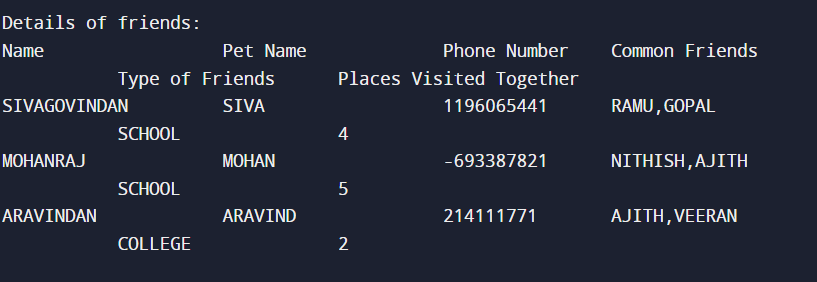 Details of friends:
Name Pet Name Phone Number Common Friends
Type of Friends Places Visited Together
SIVAGOVINDAN SIVA 1196065441 RAMU,GOPAL
SCHOOL 4
MOHANRAJ MOHAN -693387821 NITHISH,AJITH
SCHOOL 5
ARAVINDAN ARAVIND 214111771 AJITH,VEERAN
COLLEGE 2